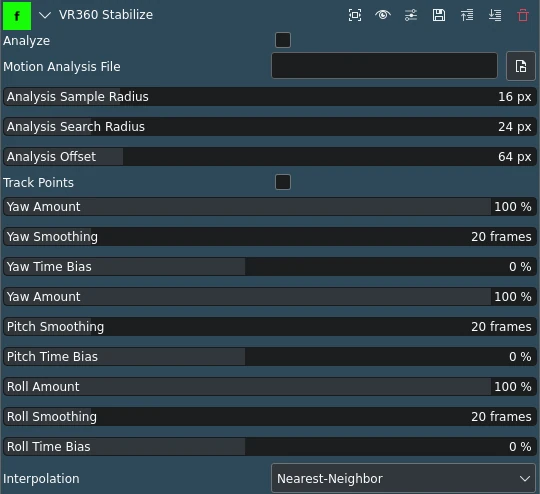 f VR360 Stabilize
Analyze
Motion Analysis File
Analysis Sample Radius 16 px
Analysis Search Radius 24 px
Analysis Offset 64 px
Track Points
Yaw Amount 100 %
Yaw Smoothing 20 frames
Yaw Time Bias 0 %
Yaw Amount 100 %
Pitch Smoothing 20 frames
Pitch Time Bias 0 %
Roll Amount 100 %
Roll Smoothing 20 frames
Roll Time Bias 0 %
Interpolation Nearest-Neighbor